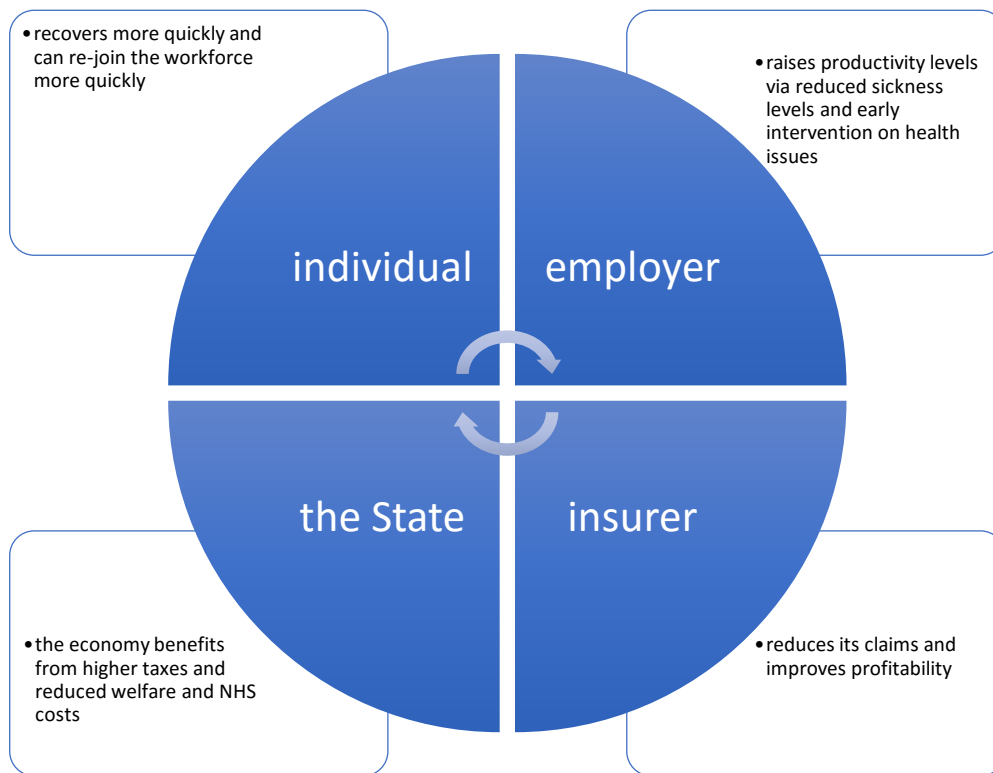 •recovers more quickly and
can re-join the workforce
more quickly
•raises productivity levels
via reduced sickness
levels and early
intervention on health
issues
individual
employer
the State
insurer
•the economy benefits
from higher taxes and
reduced welfare and NHS
costs
•reduces its claims and
improves profitability